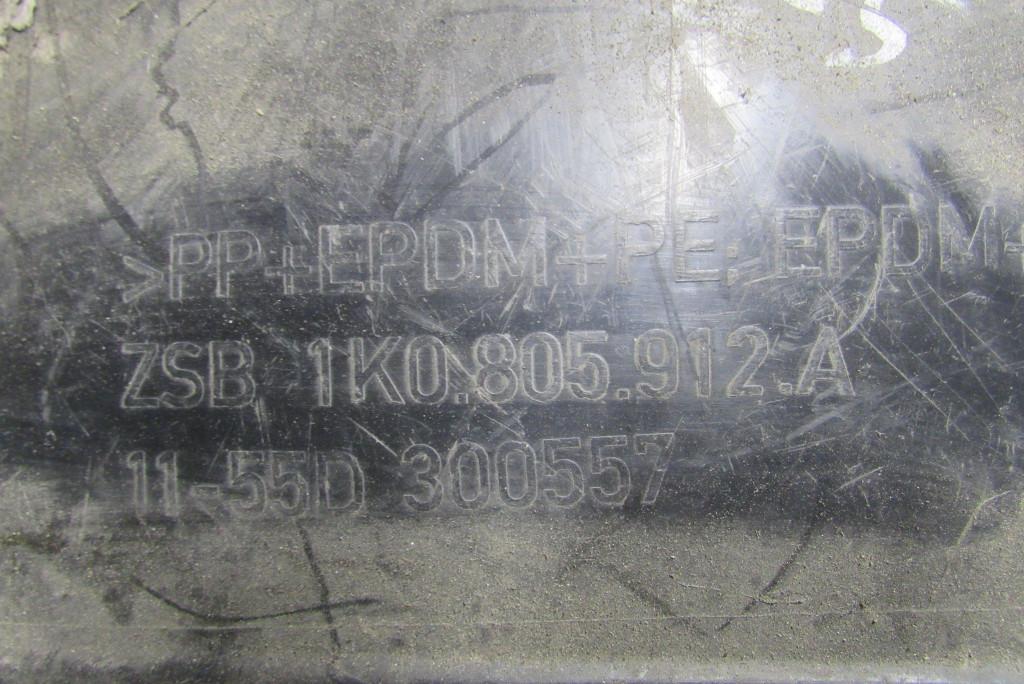 >PP+EPDM+PE; EPDM+
ZSB 1K0.805.912.A
11-55D 300557